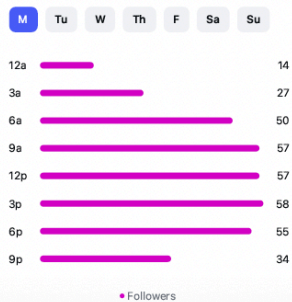 M Tu W Th F Sa Su
12a 14
3a 27
6a 50
9a 57
12p 57
3p 58
6p 55
9p 34
Followers